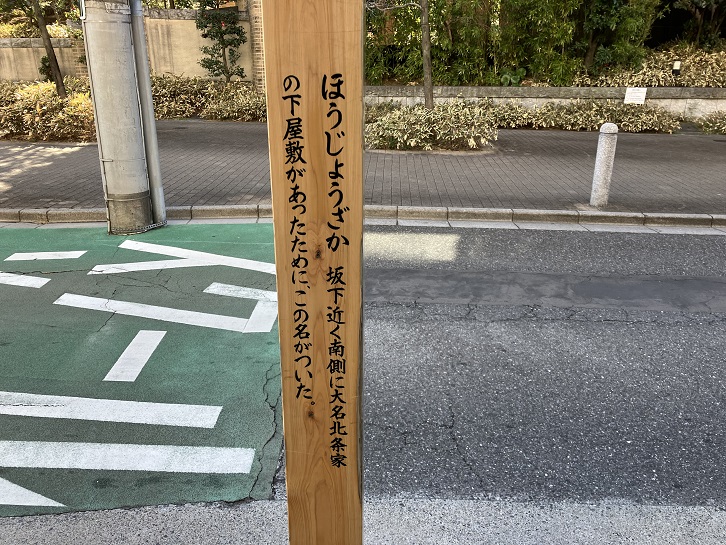 ほうじょうざか 坂下近く南側に大名北条家
の下屋敷があったために、この名がついた。